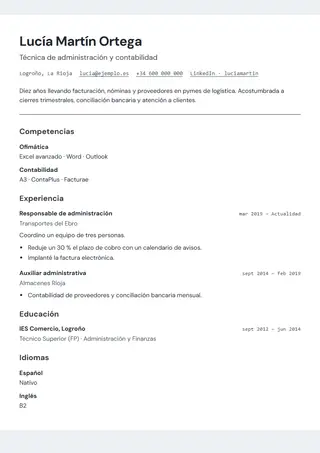 Lucía Martín Ortega
Técnica de administración y contabilidad
Logroño, La Rioja lucia@ejemplo.es +34 600 000 000 LinkedIn · luciamartin
Diez años llevando facturación, nóminas y proveedores en pymes de logística. Acostumbrada a
cierres trimestrales, conciliación bancaria y atención a clientes.
Competencias
Ofimática
Excel avanzado · Word · Outlook
Contabilidad
A3 · ContaPlus · Facturae
Experiencia
Responsable de administración mar 2019 – Actualidad
Transportes del Ebro
Coordino un equipo de tres personas.
• Reduje un 30 % el plazo de cobro con un calendario de avisos.
• Implanté la factura electrónica.
Auxiliar administrativa sept 2014 – feb 2019
Almacenes Rioja
• Contabilidad de proveedores y conciliación bancaria mensual.
Educación
IES Comercio, Logroño sept 2012 – jun 2014
Técnico Superior (FP) · Administración y Finanzas
Idiomas
Español
Nativo
Inglés
B2